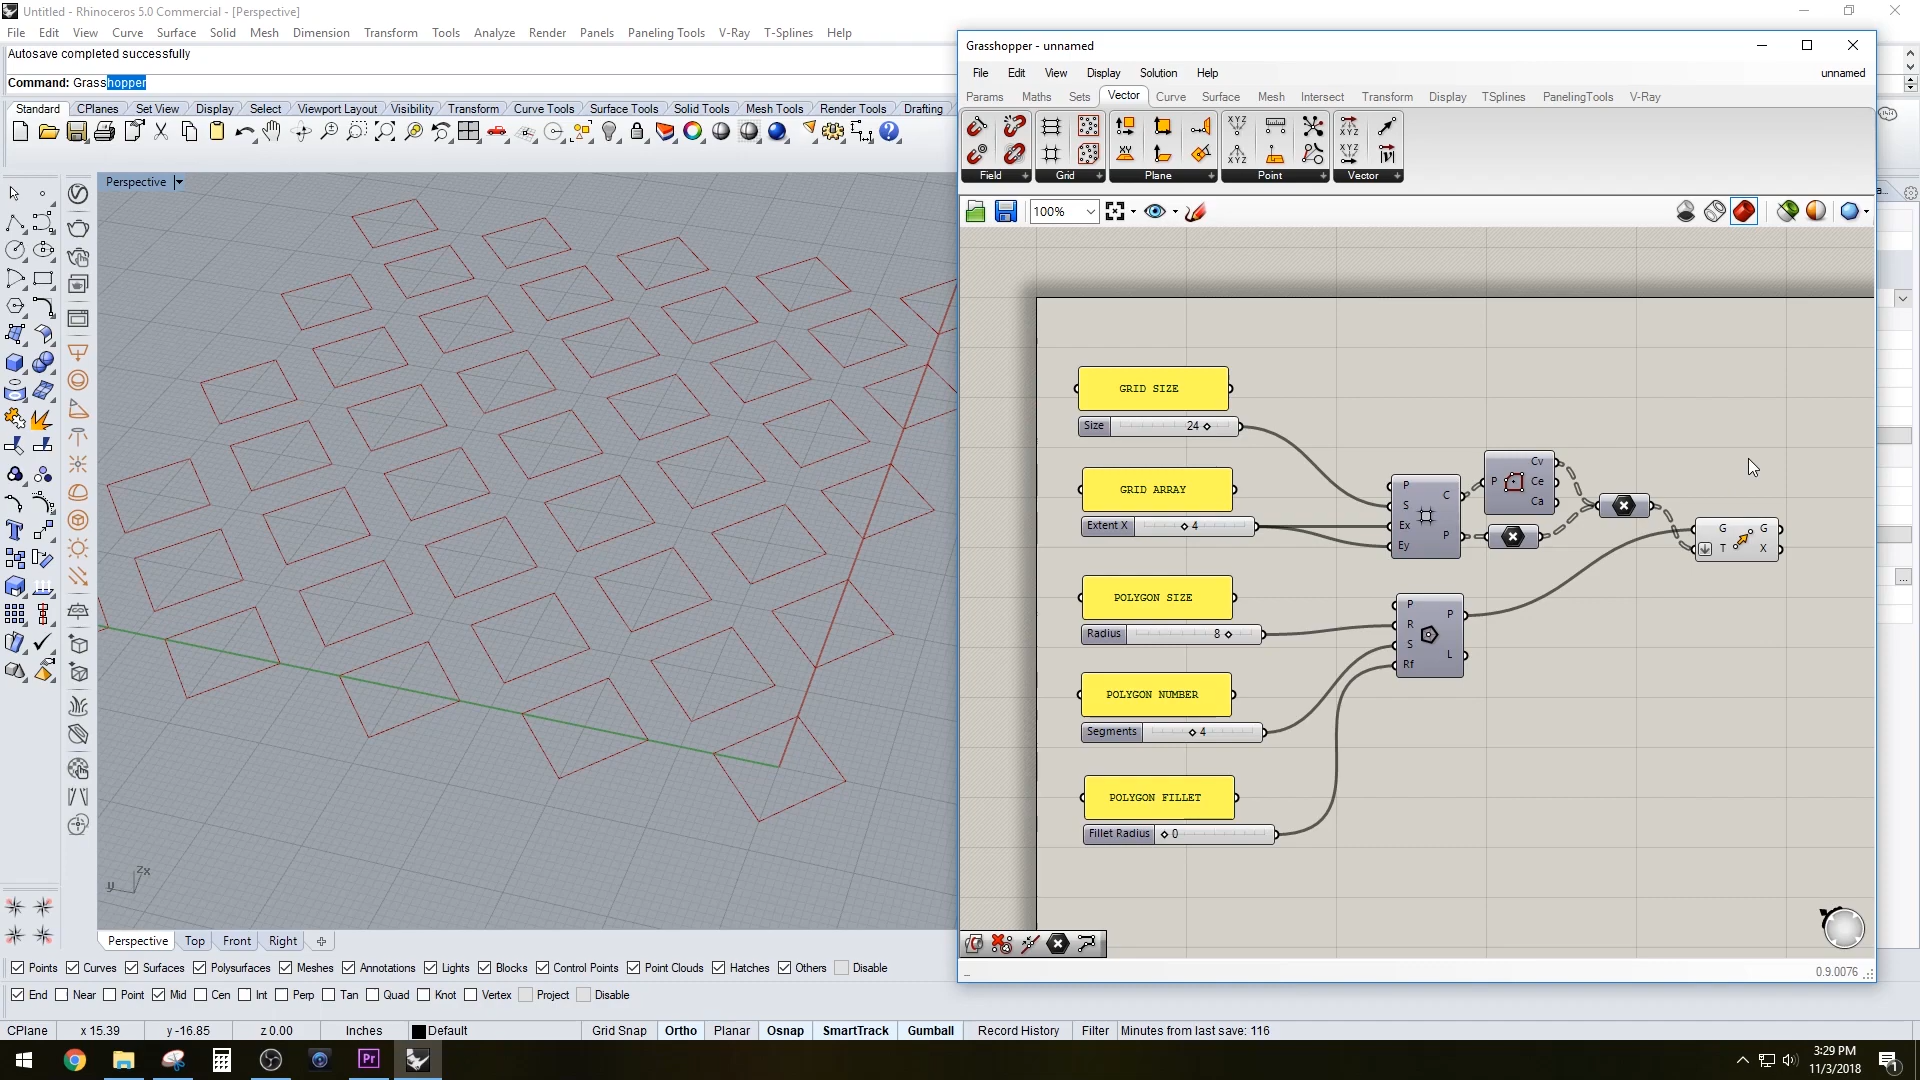 Untitled - Rhinoceros 5.0 Commercial - [Perspective]
File Edit View Curve Surface Solid Mesh Dimension Transform Tools Analyze Render Panels Paneling Tools V-Ray T-Splines Help
Autosave completed successfully
Command: Grasshopper
Standard CPlanes Set View Display Select Viewport Layout Visibility Transform Curve Tools Surface Tools Solid Tools Mesh Tools Render Tools Drafting
Perspective
Grasshopper - unnamed
File Edit View Display Solution Help unnamed
Params Maths Sets Vector Curve Surface Mesh Intersect Transform Display TSplines PanelingTools V-Ray
Field Grid Plane Point Vector
100%
GRID SIZE
Size 24
GRID ARRAY
Extent X 4
POLYGON SIZE
Radius 8
POLYGON NUMBER
Segments 4
POLYGON FILLET
Fillet Radius 0
P
S C
Ex
Ey P
Cv
P Ce
Ca
G G
T X
P P
R
S
Rf L
0.9.0076
y Zx
Perspective Top Front Right
Points Curves Surfaces Polysurfaces Meshes Annotations Lights Blocks Control Points Point Clouds Hatches Others Disable
End Near Point Mid Cen Int Perp Tan Quad Knot Vertex Project Disable
CPlane x 15.39 y -16.85 z 0.00 Inches Default Grid Snap Ortho Planar Osnap SmartTrack Gumball Record History Filter Minutes from last save: 116
Pr
3:29 PM
11/3/2018
1